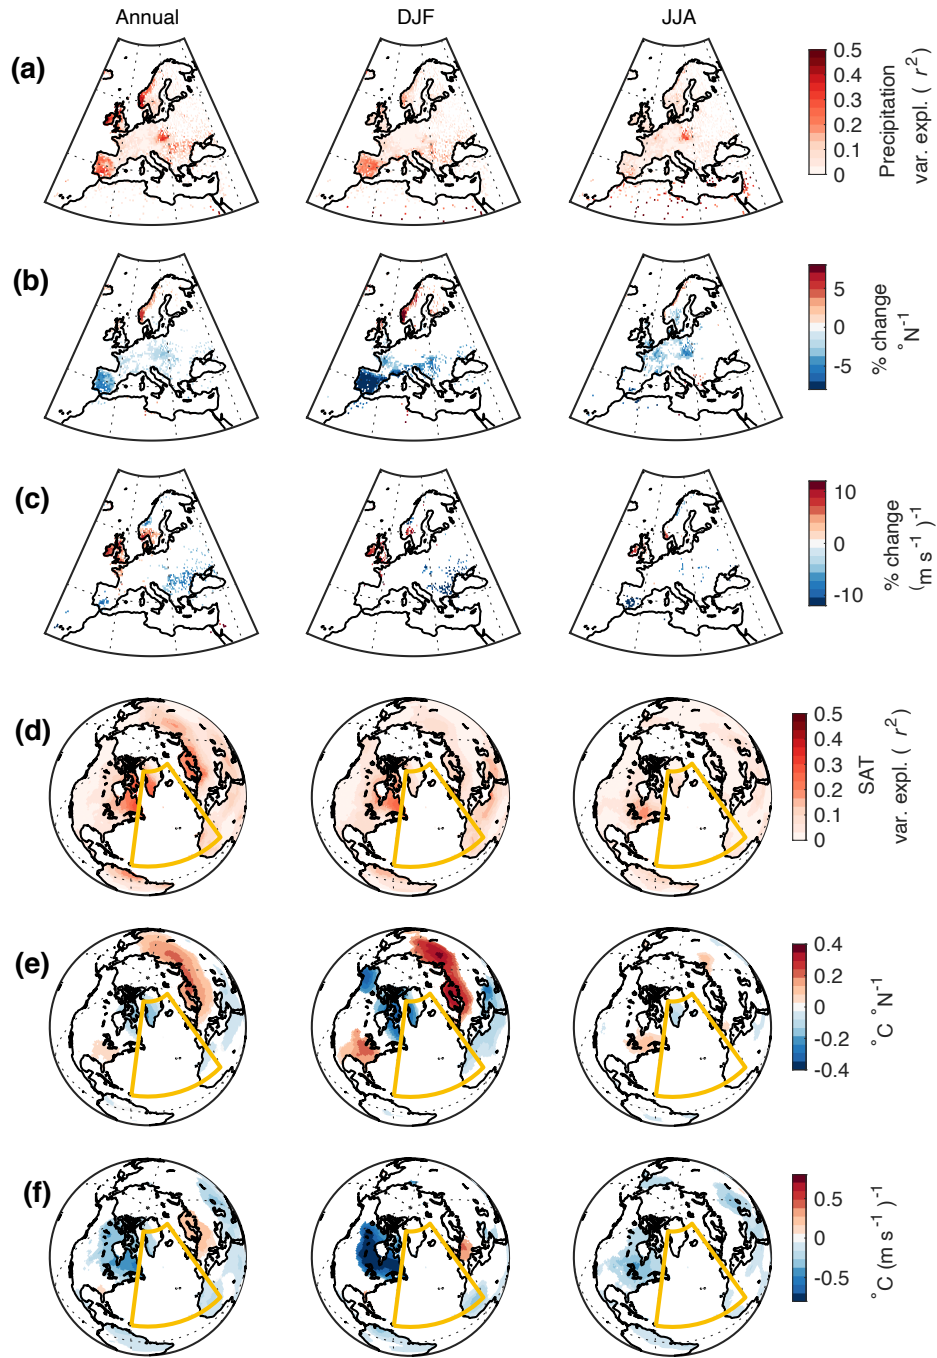 Annual DJF JJA
(a)
0.5
0.4
0.3
0.2
0.1
0
Precipitation
var. expl. ( r²)
(b)
5
0
-5
% change
°N⁻¹
(c)
10
0
-10
% change
(m s⁻¹)⁻¹
(d)
0.5
0.4
0.3
0.2
0.1
0
SAT
var. expl. ( r²)
(e)
0.4
0.2
0
-0.2
-0.4
°C °N⁻¹
(f)
0.5
0
-0.5
°C (m s⁻¹)⁻¹